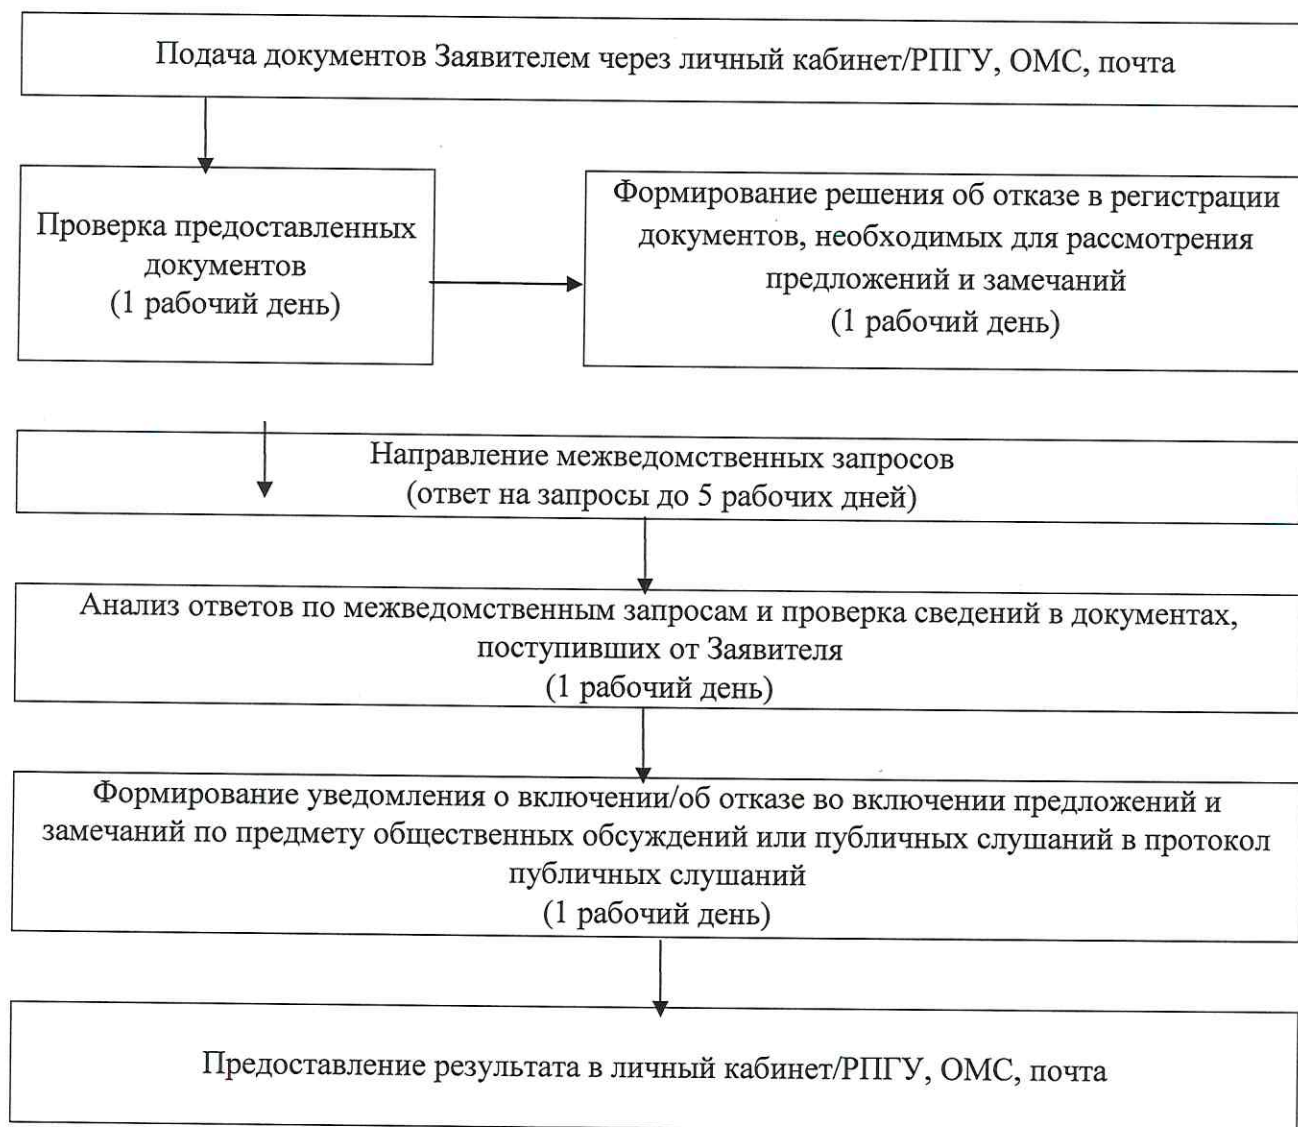 Подача документов Заявителем через личный кабинет/РПГУ, ОМС, почта
Проверка предоставленных
документов
(1 рабочий день)
Формирование решения об отказе в регистрации
документов, необходимых для рассмотрения
предложений и замечаний
(1 рабочий день)
Направление межведомственных запросов
(ответ на запросы до 5 рабочих дней)
Анализ ответов по межведомственным запросам и проверка сведений в документах,
поступивших от Заявителя
(1 рабочий день)
Формирование уведомления о включении/об отказе во включении предложений и
замечаний по предмету общественных обсуждений или публичных слушаний в протокол
публичных слушаний
(1 рабочий день)
Предоставление результата в личный кабинет/РПГУ, ОМС, почта